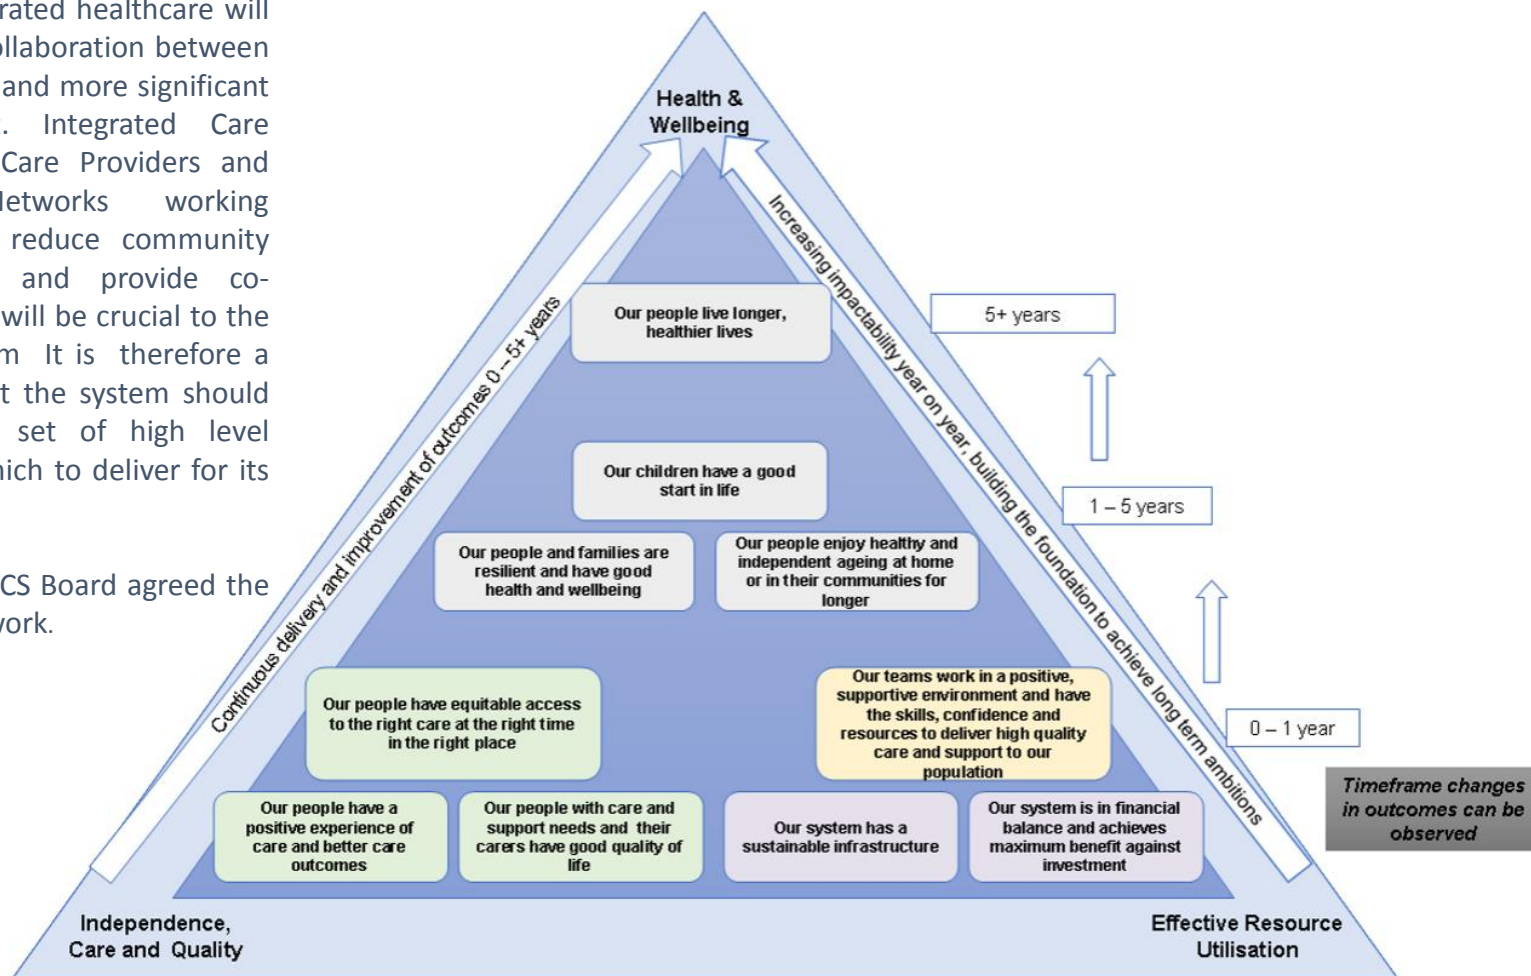 rated healthcare will
ollaboration between
and more significant
Integrated Care
Care Providers and
etworks working
reduce community
and provide co-
will be crucial to the
m It is therefore a
t the system should
set of high level
hich to deliver for its
CS Board agreed the
work.
Health &
Wellbeing
Continuous delivery and improvement of outcomes 0 – 5+ years
Increasing impactability year on year, building the foundation to achieve long term ambitions
Our people live longer,
healthier lives
5+ years
Our children have a good
start in life
1 – 5 years
Our people and families are
resilient and have good
health and wellbeing
Our people enjoy healthy and
independent ageing at home
or in their communities for
longer
Our people have equitable access
to the right care at the right time
in the right place
Our teams work in a positive,
supportive environment and have
the skills, confidence and
resources to deliver high quality
care and support to our
population
0 – 1 year
Timeframe changes
in outcomes can be
observed
Our people have a
positive experience of
care and better care
outcomes
Our people with care and
support needs and their
carers have good quality of
life
Our system has a
sustainable infrastructure
Our system is in financial
balance and achieves
maximum benefit against
investment
Independence,
Care and Quality
Effective Resource
Utilisation